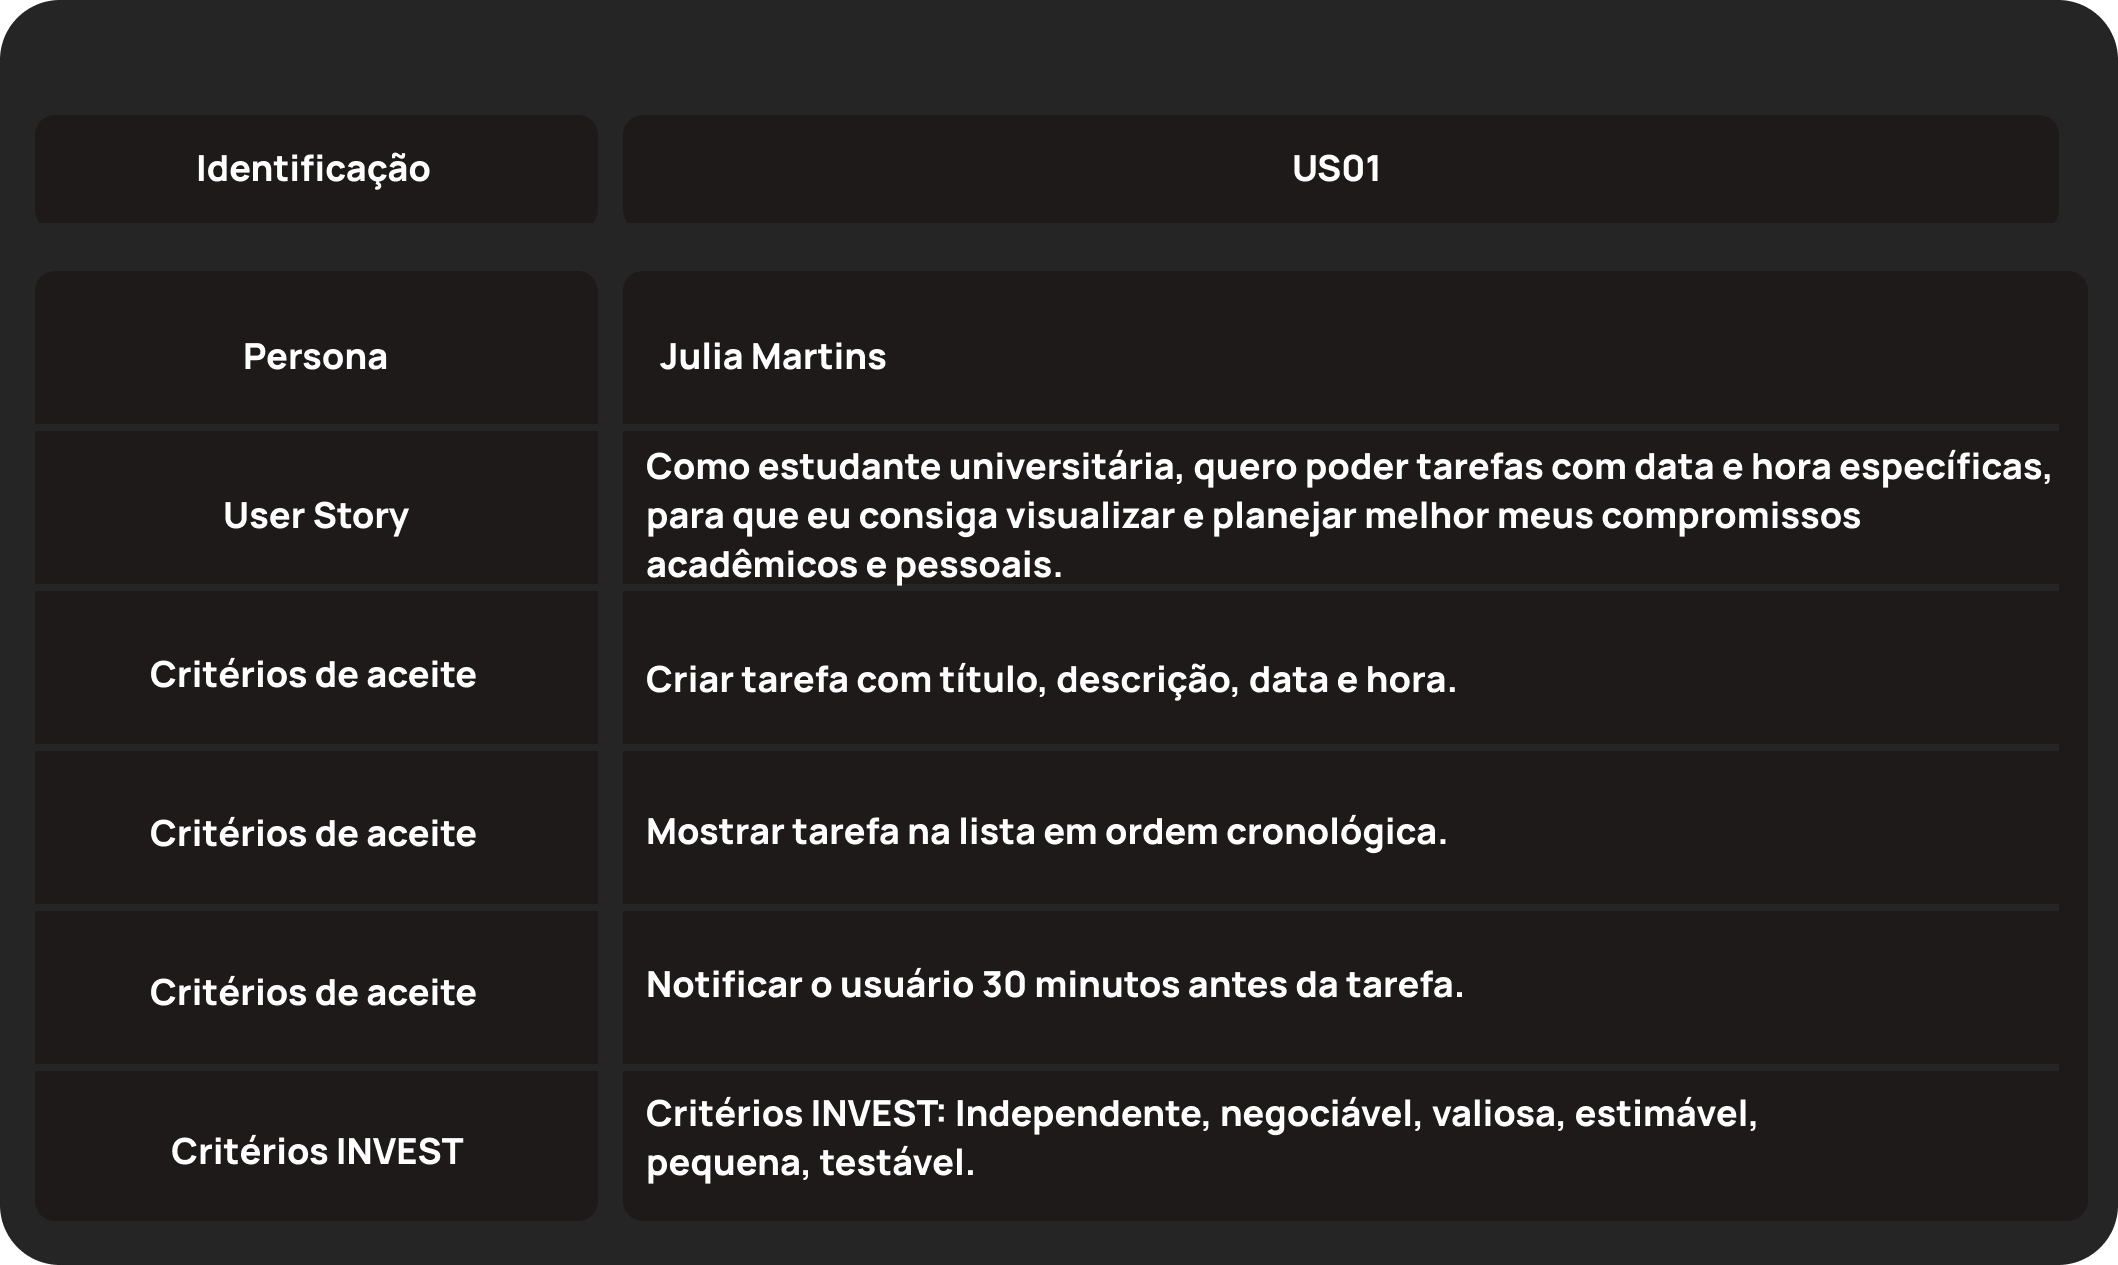 Identificação
US01
Persona
Julia Martins
User Story
Como estudante universitária, quero poder tarefas com data e hora específicas,
para que eu consiga visualizar e planejar melhor meus compromissos
acadêmicos e pessoais.
Critérios de aceite
Criar tarefa com título, descrição, data e hora.
Critérios de aceite
Mostrar tarefa na lista em ordem cronológica.
Critérios de aceite
Notificar o usuário 30 minutos antes da tarefa.
Critérios INVEST
Critérios INVEST: Independente, negociável, valiosa, estimável,
pequena, testável.